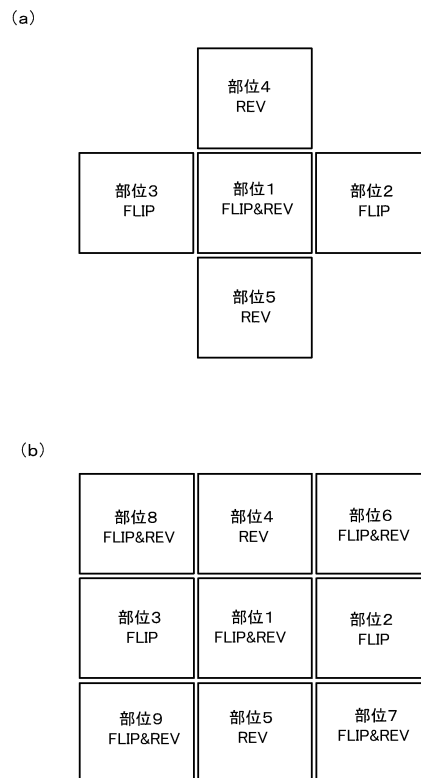 (a)
部位4
REV
部位3
FLIP
部位1
FLIP&REV
部位2
FLIP
部位5
REV
(b)
部位8
FLIP&REV
部位4
REV
部位6
FLIP&REV
部位3
FLIP
部位1
FLIP&REV
部位2
FLIP
部位9
FLIP&REV
部位5
REV
部位7
FLIP&REV